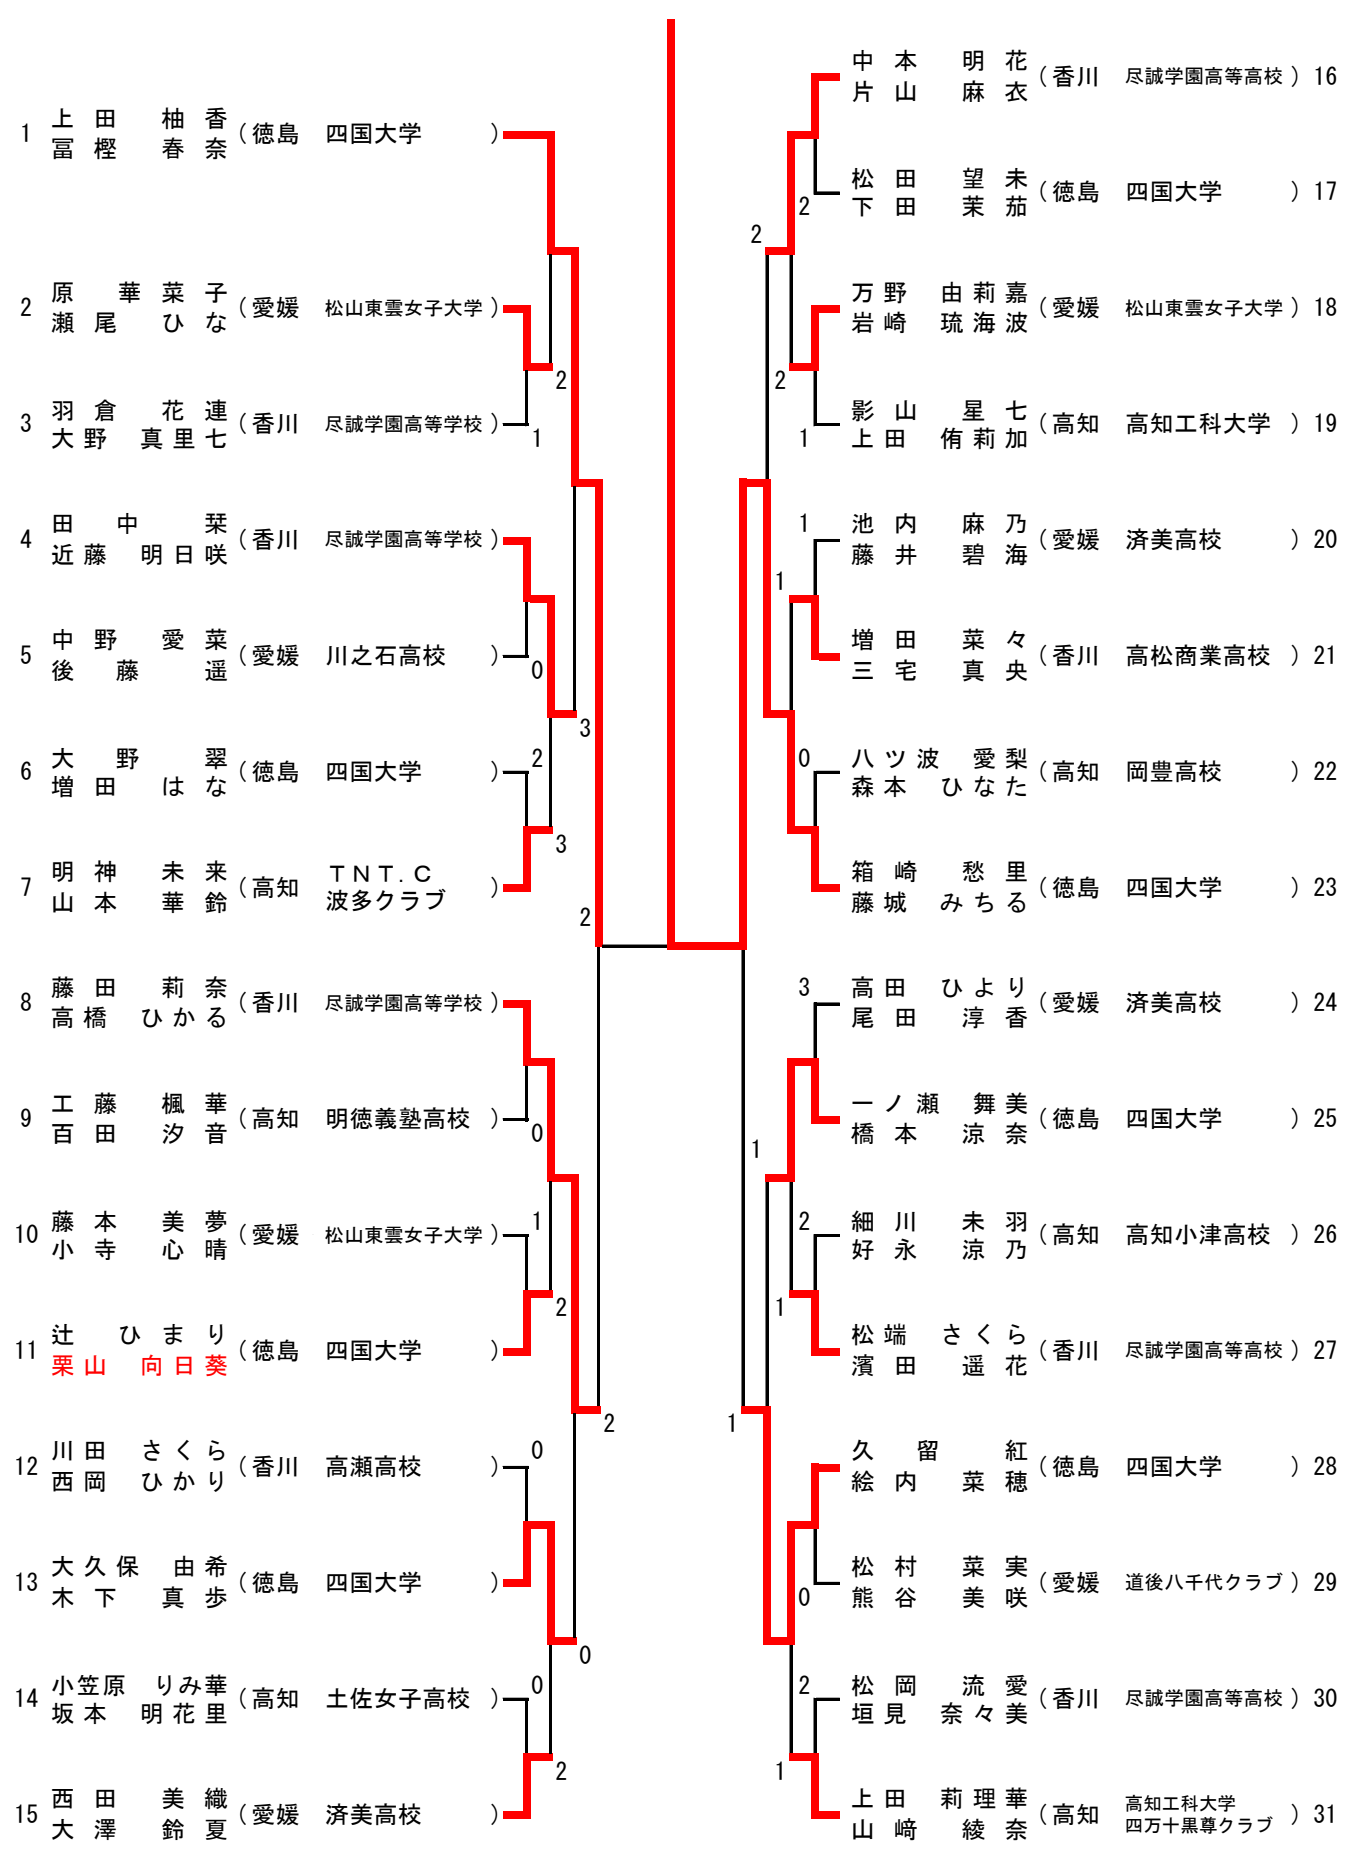 1 上田 柚香 (徳島 四国大学 )
冨樫 春奈
2 原 華菜子 (愛媛 松山東雲女子大学 )
瀬尾 ひな
2
3 羽倉 花連 (香川 尽誠学園高等学校 )
大野 真里七
1
4 田中 栞 (香川 尽誠学園高等学校 )
近藤 明日咲
5 中野 愛菜 (愛媛 川之石高校 )
後藤 遥
0
3
6 大野 翠 (徳島 四国大学 )
増田 はな
2
3
7 明神 未来 (高知 TNT.C )
山本 華鈴 波多クラブ
2
8 藤田 莉奈 (香川 尽誠学園高等学校 )
高橋 ひかる
9 工藤 楓華 (高知 明徳義塾高校 )
百田 汐音
0
10 藤本 美夢 (愛媛 松山東雲女子大学 )
小寺 心晴
1
2
11 辻 ひまり (徳島 四国大学 )
栗山 向日葵
2
12 川田 さくら (香川 高瀬高校 )
西岡 ひかり
0
13 大久保 由希 (徳島 四国大学 )
木下 真歩
0
14 小笠原 りみ華 (高知 土佐女子高校 )
坂本 明花里
0
2
15 西田 美織 (愛媛 済美高校 )
大澤 鈴夏
中本 明花 (香川 尽誠学園高等高校 ) 16
片山 麻衣
松田 望未 (徳島 四国大学 ) 17
下田 茉茄
2
2
万野 由莉嘉 (愛媛 松山東雲女子大学 ) 18
岩崎 琉海波
2
影山 星七 (高知 高知工科大学 ) 19
上田 侑莉加
1
池内 麻乃 (愛媛 済美高校 ) 20
藤井 碧海
1
1
増田 菜々 (香川 高松商業高校 ) 21
三宅 真央
八ツ波 愛梨 (高知 岡豊高校 ) 22
森本 ひなた
0
箱崎 愁里 (徳島 四国大学 ) 23
藤城 みちる
高田 ひより (愛媛 済美高校 ) 24
尾田 淳香
3
一ノ瀬 舞美 (徳島 四国大学 ) 25
橋本 涼奈
1
細川 未羽 (高知 高知小津高校 ) 26
好永 涼乃
2
1
松端 さくら (香川 尽誠学園高等高校 ) 27
濱田 遥花
1
久留 紅 (徳島 四国大学 ) 28
絵内 菜穂
松村 菜実 (愛媛 道後八千代クラブ ) 29
熊谷 美咲
0
松岡 流愛 (香川 尽誠学園高等高校 ) 30
垣見 奈々美
2
1
上田 莉理華 (高知 高知工科大学 ) 31
山﨑 綾奈 四万十黒尊クラブ